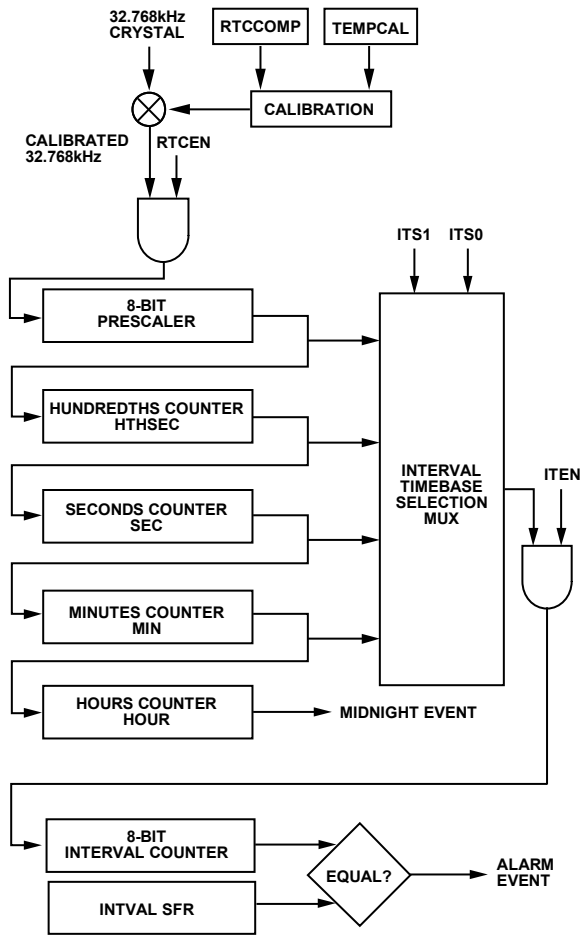 32.768kHz
CRYSTAL
RTCCOMP
TEMPCAL
CALIBRATION
CALIBRATED
32.768kHz
RTCEN
ITS1
ITS0
8-BIT
PRESCALER
HUNDREDTHS COUNTER
HTHSEC
INTERVAL
TIMEBASE
SELECTION
MUX
ITEN
SECONDS COUNTER
SEC
MINUTES COUNTER
MIN
HOURS COUNTER
HOUR
MIDNIGHT EVENT
8-BIT
INTERVAL COUNTER
EQUAL?
ALARM
EVENT
INTVAL SFR